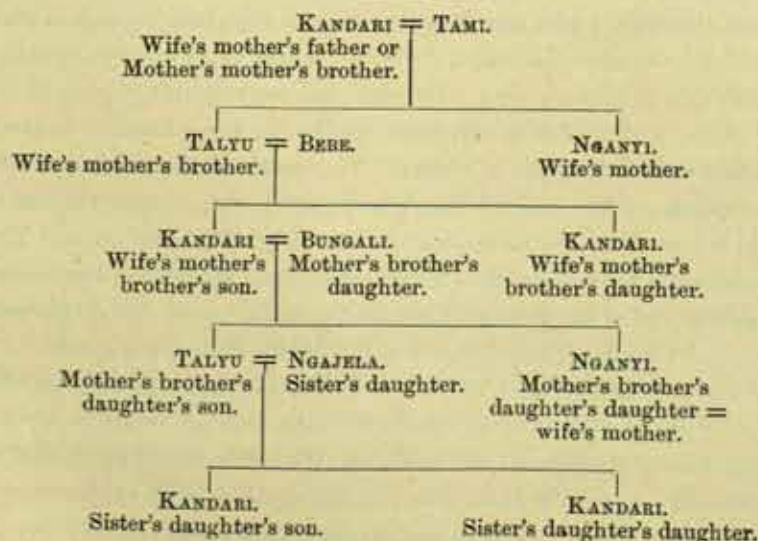 KANDARI = TAMI.
Wife's mother's father or
Mother's mother's brother.
TALYU = BEBE.
Wife's mother's brother.
NGANYI.
Wife's mother.
KANDARI = BUNGALI.
Wife's mother's
brother's son.
Mother's brother's
daughter.
KANDARI.
Wife's mother's
brother's daughter.
TALYU = NGAJELA.
Mother's brother's
daughter's son.
Sister's daughter.
NGANYI.
Mother's brother's
daughter's daughter =
wife's mother.
KANDARI.
Sister's daughter's son.
KANDARI.
Sister's daughter's daughter.